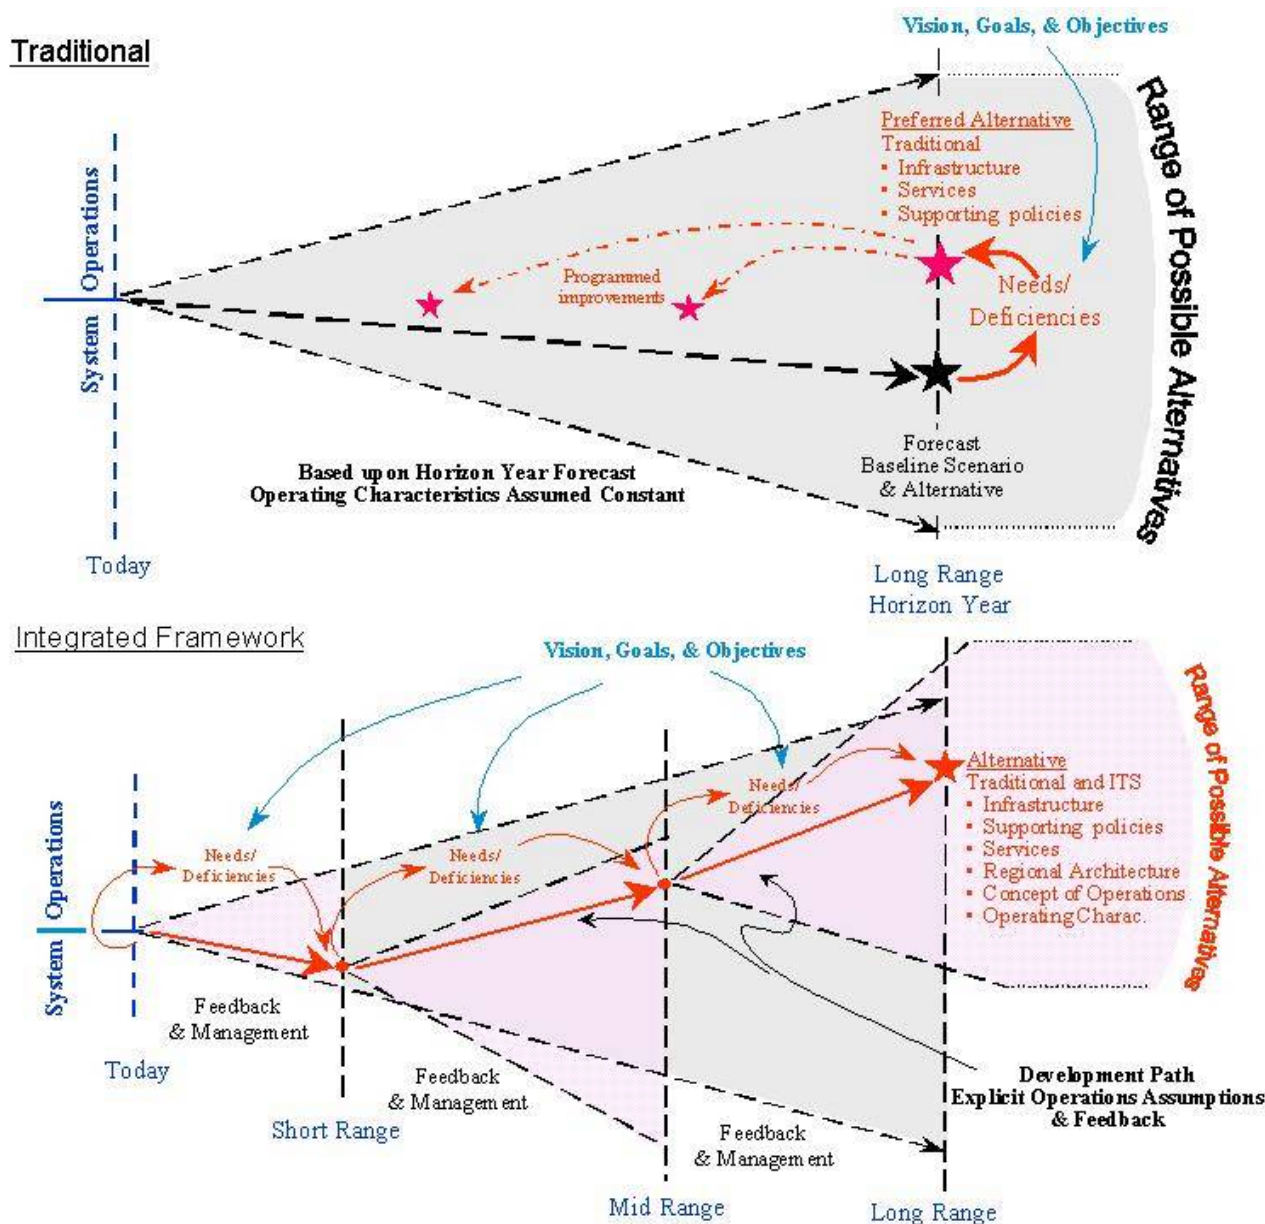 Traditional
Vision, Goals, & Objectives
Range of Possible Alternatives
Preferred Alternative
Traditional
▪ Infrastructure
▪ Services
▪ Supporting policies
System Operations
Programmed
improvements
Needs/
Deficiencies
Forecast
Baseline Scenario
& Alternative
Based upon Horizon Year Forecast
Operating Characteristics Assumed Constant
Today
Long Range
Horizon Year
Integrated Framework
Vision, Goals, & Objectives
Range of Possible Alternatives
Alternative
Traditional and ITS
▪ Infrastructure
▪ Supporting policies
▪ Services
▪ Regional Architecture
▪ Concept of Operations
▪ Operating Charac.
System Operations
Needs/
Deficiencies
Needs/
Deficiencies
Needs/
Deficiencies
Feedback
& Management
Today
Feedback
& Management
Short Range
Feedback
& Management
Development Path
Explicit Operations Assumptions
& Feedback
Mid Range
Long Range